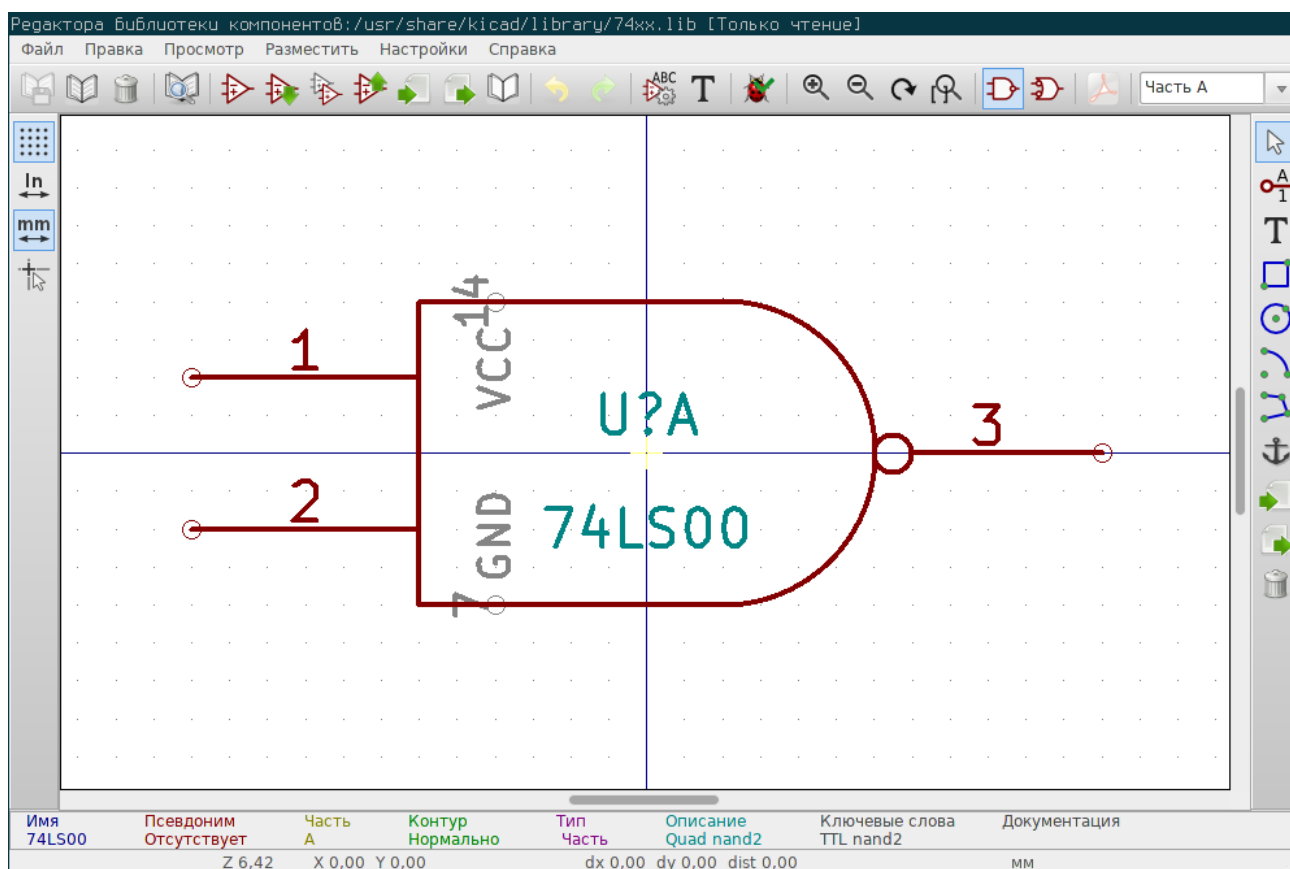 Редактора библиотеки компонентов:/usr/share/kicad/library/74xx.lib [Только чтение]
Файл Правка Просмотр Разместить Настройки Справка
ABC
T
Часть A
In
mm
A
1
T
14
VCC
1
U?A
3
2
GND
74LS00
7
Имя Псевдоним Часть Контур Тип Описание Ключевые слова Документация
74LS00 Отсутствует A Нормально Часть Quad nand2 TTL nand2
Z 6,42 X 0,00 Y 0,00 dx 0,00 dy 0,00 dist 0,00 мм